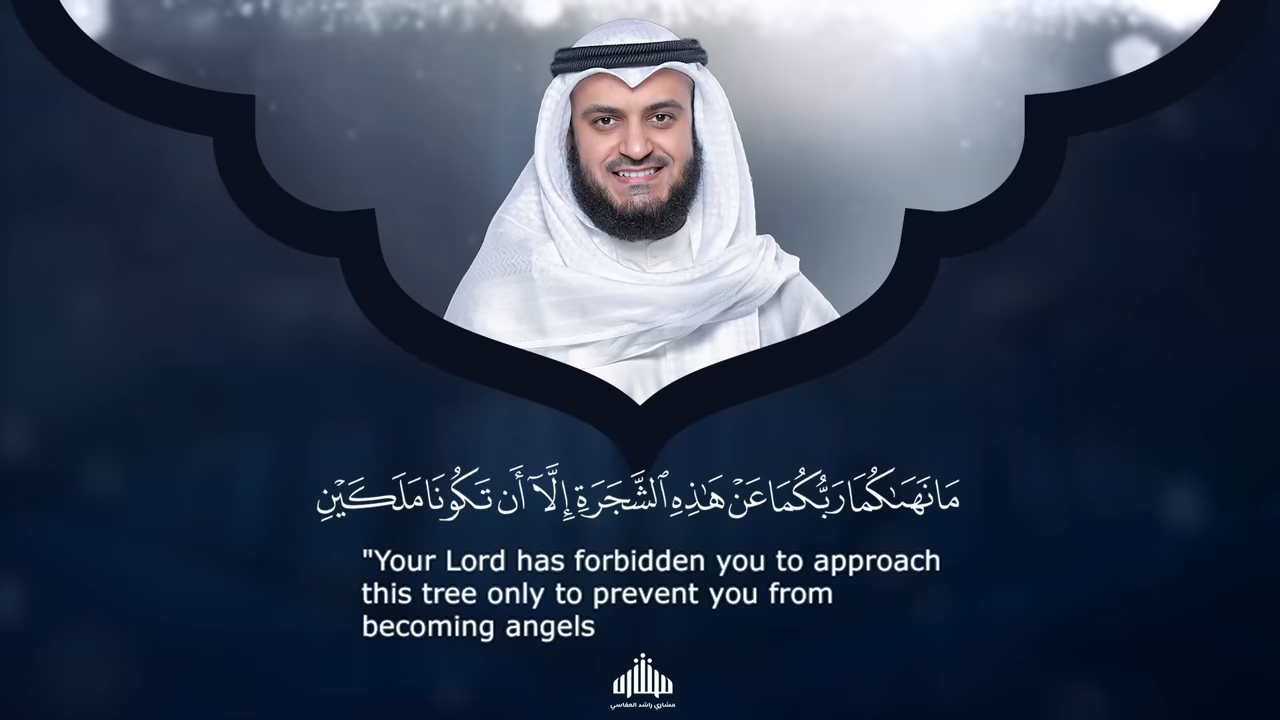 مَا نَهَىٰكُمَا رَبُّكُمَا عَنْ هَٰذِهِ ٱلشَّجَرَةِ إِلَّآ أَن تَكُونَا مَلَكَيْنِ
"Your Lord has forbidden you to approach
this tree only to prevent you from
becoming angels
مشاري راشد العفاسي